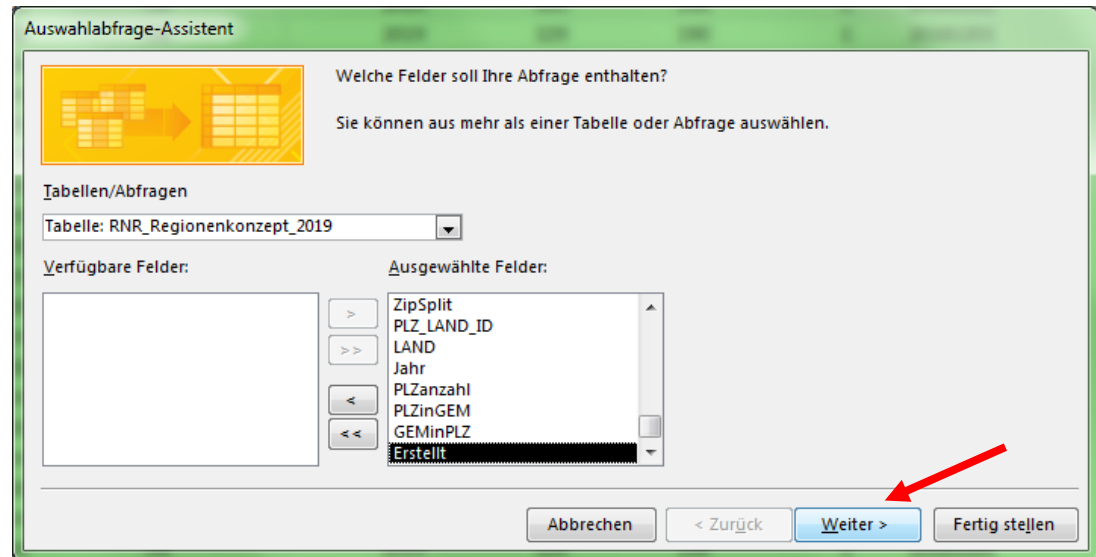 Auswahlabfrage-Assistent
Welche Felder soll Ihre Abfrage enthalten?
Sie können aus mehr als einer Tabelle oder Abfrage auswählen.
Tabellen/Abfragen
Tabelle: RNR_Regionenkonzept_2019
Verfügbare Felder:
Ausgewählte Felder:
>
>>
<
<<
ZipSplit
PLZ_LAND_ID
LAND
Jahr
PLZanzahl
PLZinGEM
GEMinPLZ
Erstellt
Abbrechen
< Zurück
Weiter >
Fertig stellen